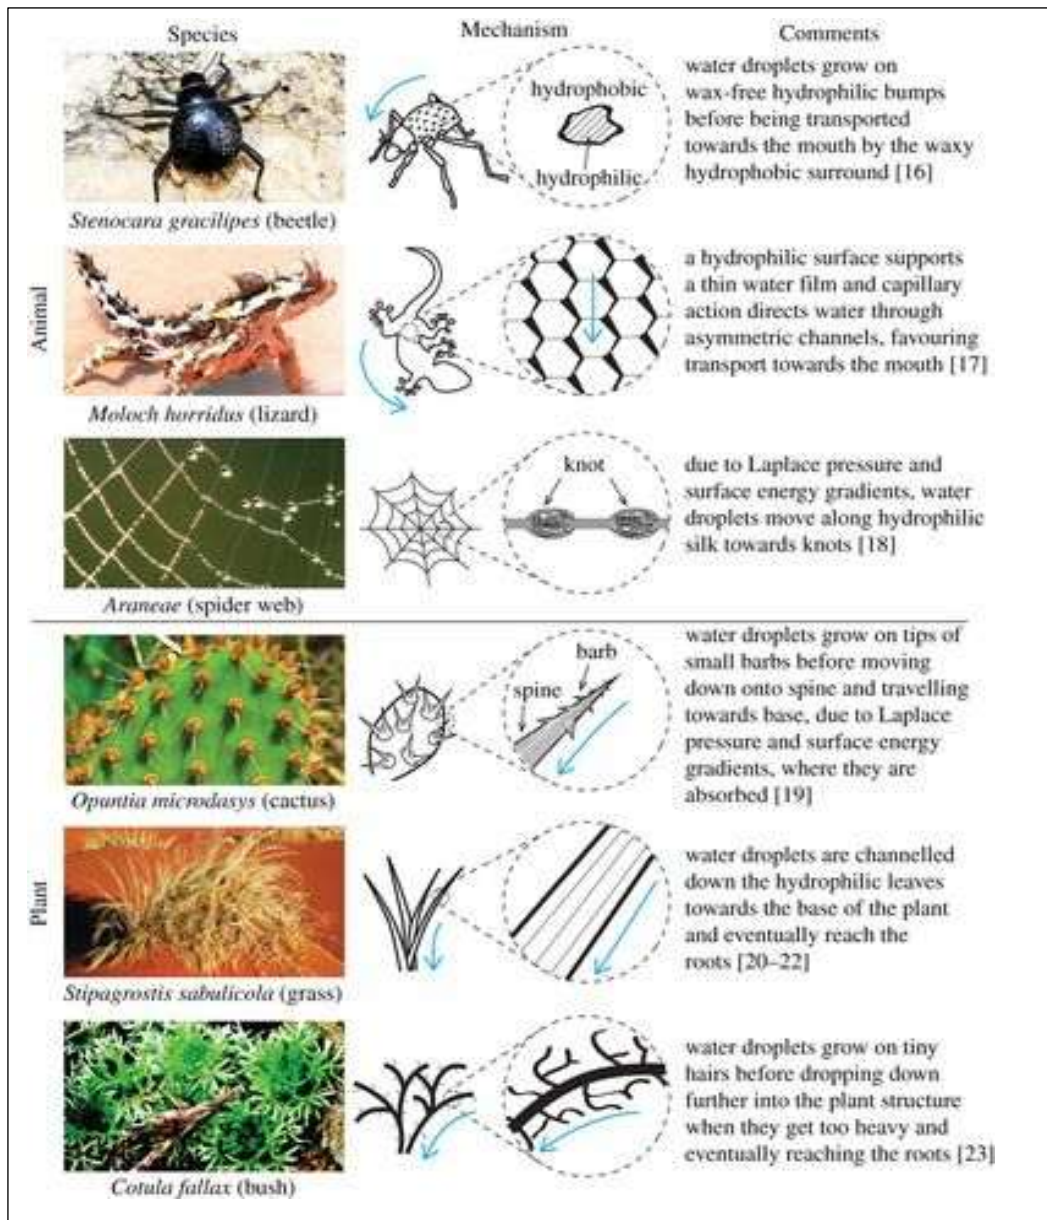 Species
Mechanism
Comments
Animal
hydrophobic
hydrophilic
water droplets grow on
wax-free hydrophilic bumps
before being transported
towards the mouth by the waxy
hydrophobic surround [16]
Stenocara gracilipes (beetle)
a hydrophilic surface supports
a thin water film and capillary
action directs water through
asymmetric channels, favouring
transport towards the mouth [17]
Moloch horridus (lizard)
knot
due to Laplace pressure and
surface energy gradients, water
droplets move along hydrophilic
silk towards knots [18]
Araneae (spider web)
Plant
barb
spine
water droplets grow on tips of
small barbs before moving
down onto spine and travelling
towards base, due to Laplace
pressure and surface energy
gradients, where they are
absorbed [19]
Opuntia microdasys (cactus)
water droplets are channelled
down the hydrophilic leaves
towards the base of the plant
and eventually reach the
roots [20–22]
Stipagrostis sabulicola (grass)
water droplets grow on tiny
hairs before dropping down
further into the plant structure
when they get too heavy and
eventually reaching the roots [23]
Cotula fallax (bush)